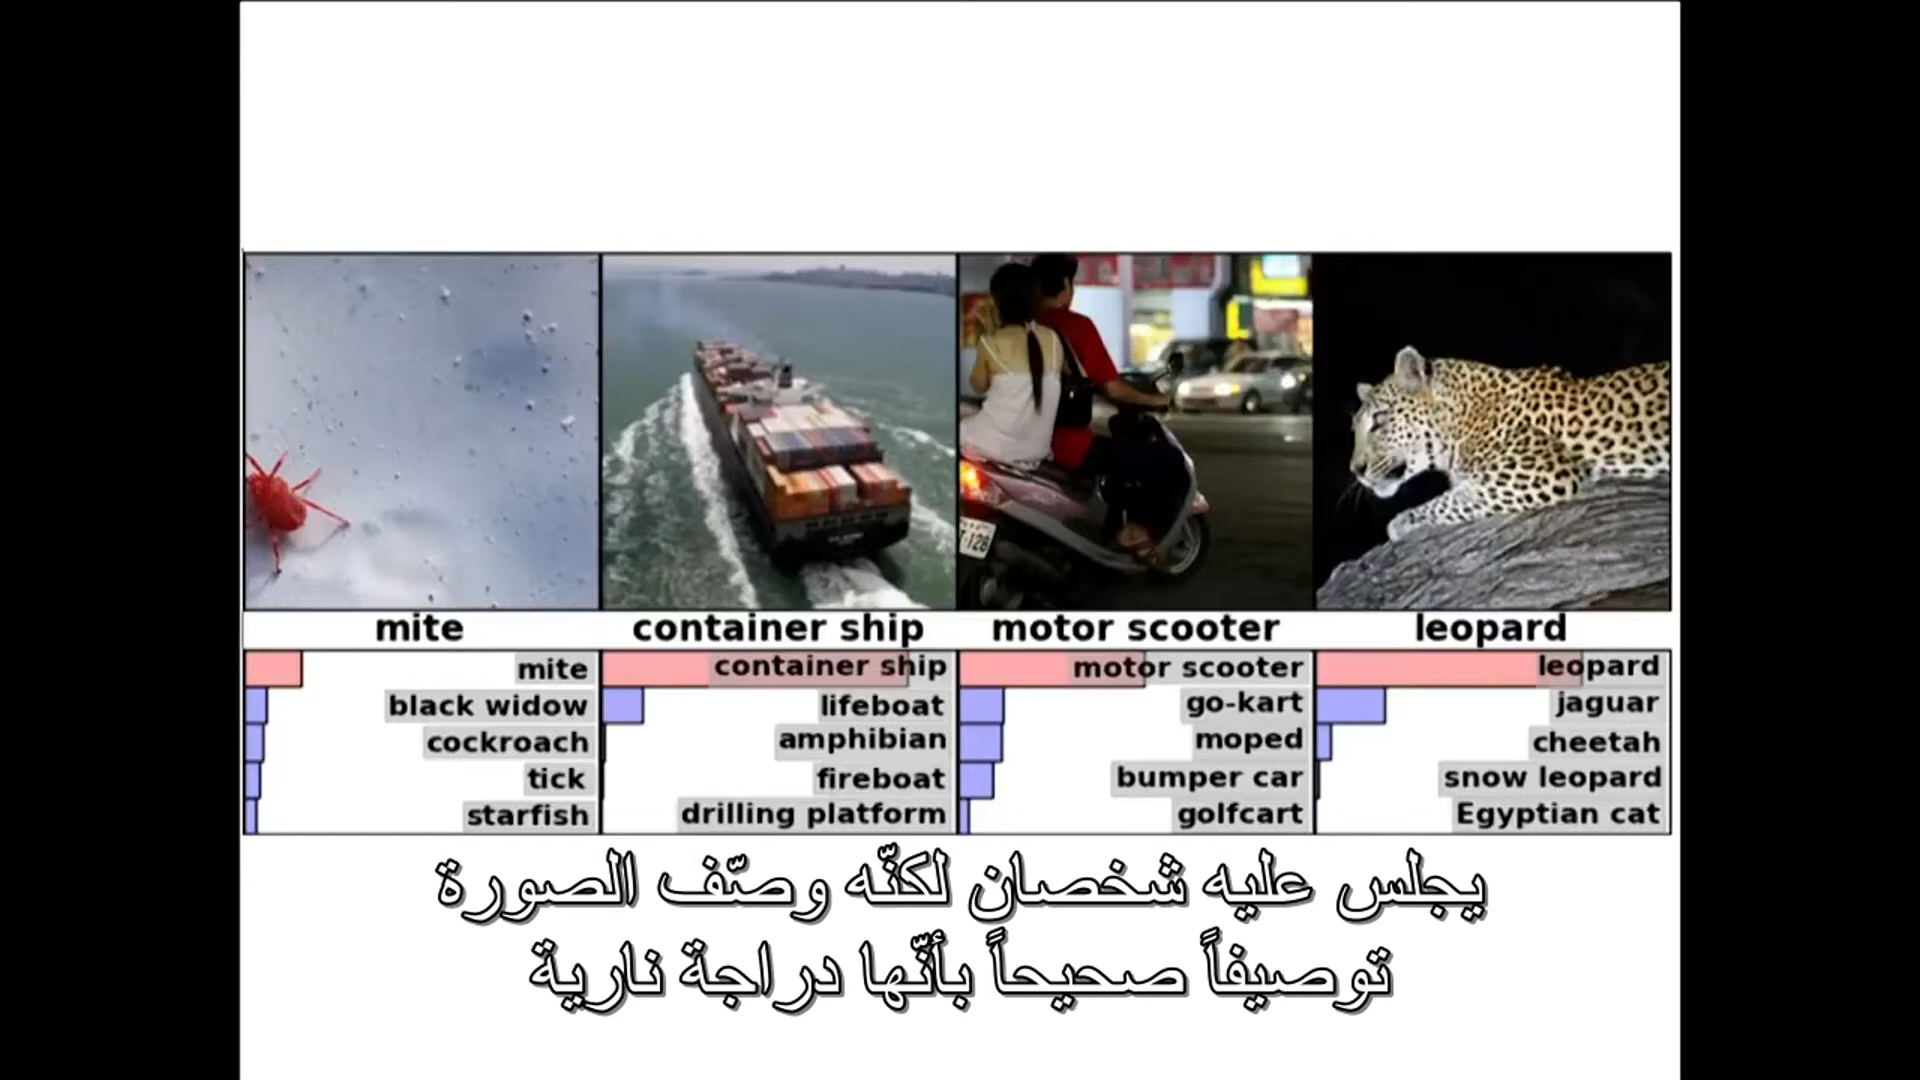 mite
container ship
motor scooter
leopard
mite
black widow
cockroach
tick
starfish
container ship
lifeboat
amphibian
fireboat
drilling platform
motor scooter
go-kart
moped
bumper car
golfcart
leopard
jaguar
cheetah
snow leopard
Egyptian cat
يجلس عليه شخصان لكنّه وصّف الصورة
توصيفاً صحيحاً بأنّها دراجة نارية